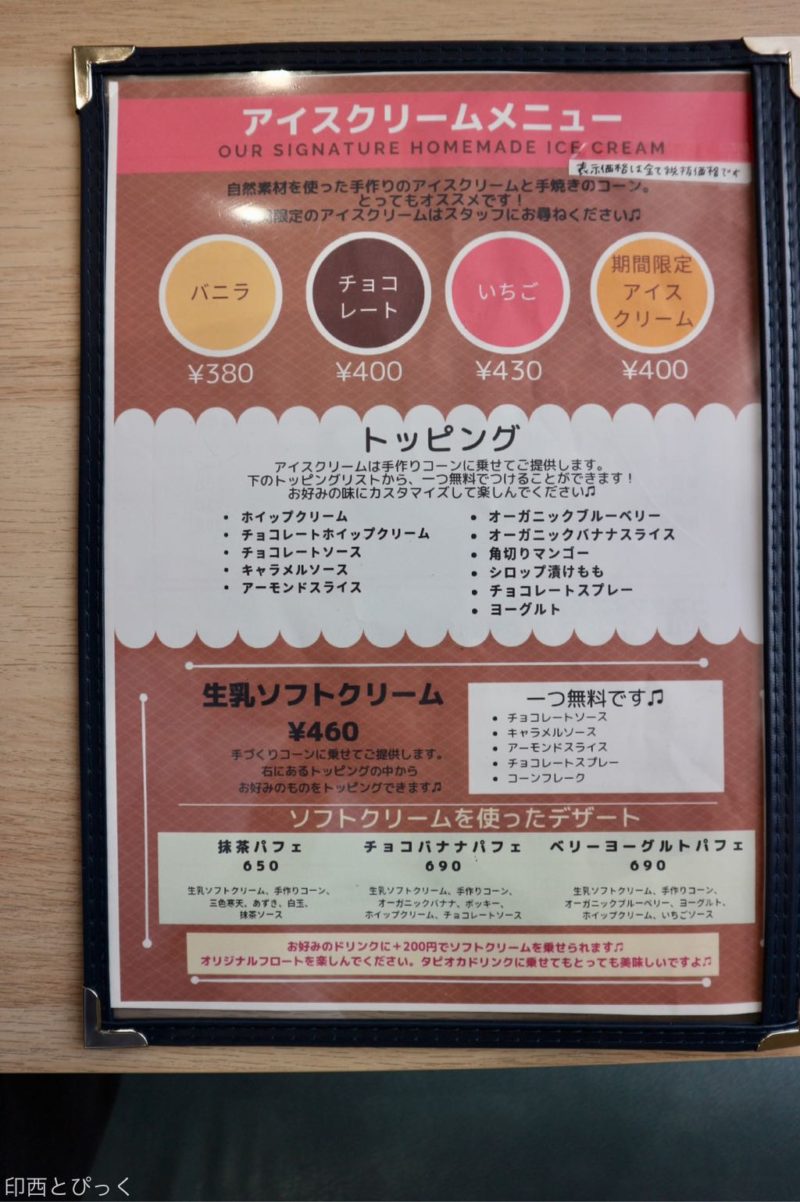 アイスクリームメニュー
OUR SIGNATURE HOMEMADE ICE CREAM
表示価格は全て税抜価格です
自然素材を使った手作りのアイスクリームと手焼きのコーン。
とってもオススメです！
限定のアイスクリームはスタッフにお尋ねください♫
バニラ
¥380
チョコ
レート
¥400
いちご
¥430
期間限定
アイス
クリーム
¥400
トッピング
アイスクリームは手作りコーンに乗せてご提供します。
下のトッピングリストから、一つ無料でつけることができます！
お好みの味にカスタマイズして楽しんでください♫
• ホイップクリーム
• チョコレートホイップクリーム
• チョコレートソース
• キャラメルソース
• アーモンドスライス
• オーガニックブルーベリー
• オーガニックバナナスライス
• 角切りマンゴー
• シロップ漬けもも
• チョコレートスプレー
• ヨーグルト
生乳ソフトクリーム
¥460
手づくりコーンに乗せてご提供します。
右にあるトッピングの中から
お好みのものをトッピングできます♫
一つ無料です♫
• チョコレートソース
• キャラメルソース
• アーモンドスライス
• チョコレートスプレー
• コーンフレーク
ソフトクリームを使ったデザート
抹茶パフェ
650
生乳ソフトクリーム、手作りコーン、
三色寒天、あずき、白玉、
抹茶ソース
チョコバナナパフェ
690
生乳ソフトクリーム、手作りコーン、
オーガニックバナナ、ポッキー、
ホイップクリーム、チョコレートソース
ベリーヨーグルトパフェ
690
生乳ソフトクリーム、手作りコーン、
オーガニックブルーベリー、ヨーグルト、
ホイップクリーム、いちごソース
お好みのドリンクに＋200円でソフトクリームを乗せられます♫
オリジナルフロートを楽しんでください。タピオカドリンクに乗せてもとっても美味しいですよ♫
印西とぴっく